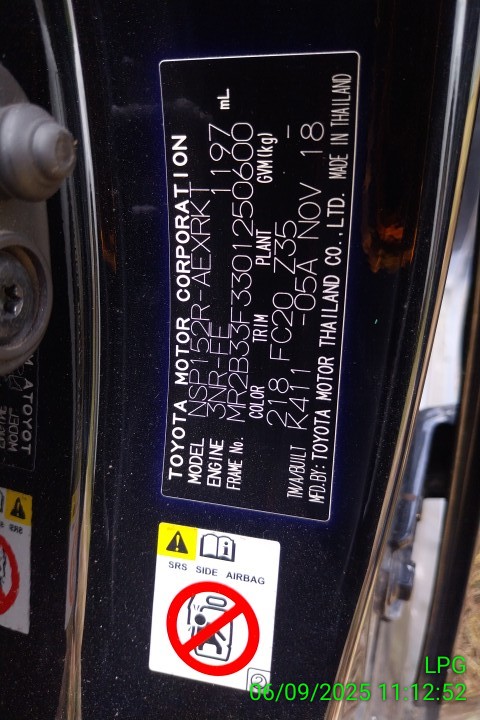 TOYOTA MOTOR CORPORATION
MODEL NSP152R-AEXRKT
ENGINE 3NR-FE 1197 mL
FRAME No. MR2B33F3301250600
COLOR TRIM PLANT GVM(kg)
218 FC20 Z35 -
TM/A/BUILT K411 -05A NOV 18
MFD.BY: TOYOTA MOTOR THAILAND CO.,LTD. MADE IN THAILAND
SRS SIDE AIRBAG
LPG
06/09/2025 11:12:52